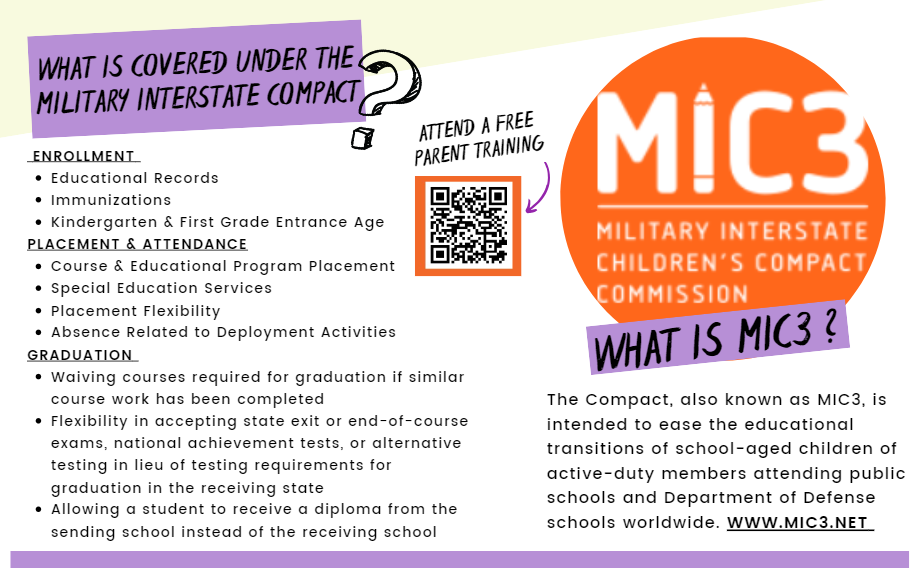 WHAT IS COVERED UNDER THE
MILITARY INTERSTATE COMPACT
?
ENROLLMENT
• Educational Records
• Immunizations
• Kindergarten & First Grade Entrance Age
PLACEMENT & ATTENDANCE
• Course & Educational Program Placement
• Special Education Services
• Placement Flexibility
• Absence Related to Deployment Activities
GRADUATION
• Waiving courses required for graduation if similar
course work has been completed
• Flexibility in accepting state exit or end-of-course
exams, national achievement tests, or alternative
testing in lieu of testing requirements for
graduation in the receiving state
• Allowing a student to receive a diploma from the
sending school instead of the receiving school
ATTEND A FREE
PARENT TRAINING
MIC3
MILITARY INTERSTATE
CHILDREN'S COMPACT
COMMISSION
WHAT IS MIC3 ?
The Compact, also known as MIC3, is
intended to ease the educational
transitions of school-aged children of
active-duty members attending public
schools and Department of Defense
schools worldwide. WWW.MIC3.NET